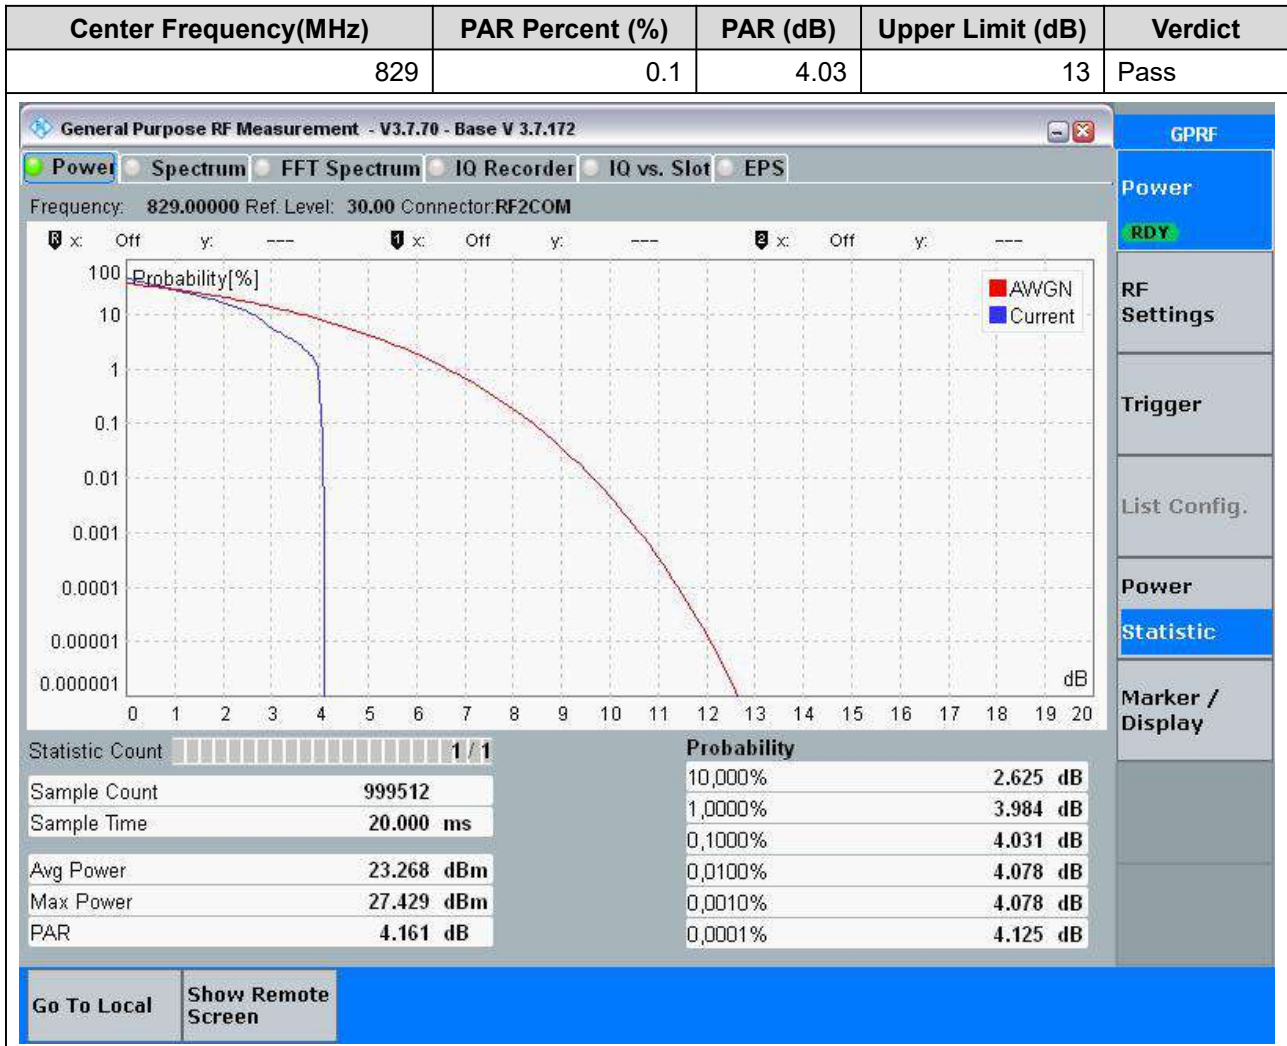 Center Frequency(MHz) PAR Percent (%) PAR (dB) Upper Limit (dB) Verdict
829 0.1 4.03 13 Pass
General Purpose RF Measurement - V3.7.70 - Base V 3.7.172
GPRF
Power Spectrum FFT Spectrum IQ Recorder IQ vs. Slot EPS
Power
RDY
Frequency: 829.00000 Ref. Level: 30.00 Connector:RF2COM
R x: Off y: --- 1 x: Off y: --- 2 x: Off y: ---
Probability[%]
100
10
1
0.1
0.01
0.001
0.0001
0.00001
0.000001
AWGN
Current
dB
0 1 2 3 4 5 6 7 8 9 10 11 12 13 14 15 16 17 18 19 20
RF
Settings
Trigger
List Config.
Power
Statistic
Marker /
Display
Statistic Count 1 / 1
Sample Count 999512
Sample Time 20.000 ms
Avg Power 23.268 dBm
Max Power 27.429 dBm
PAR 4.161 dB
Probability
10,000% 2.625 dB
1,0000% 3.984 dB
0,1000% 4.031 dB
0,0100% 4.078 dB
0,0010% 4.078 dB
0,0001% 4.125 dB
Go To Local
Show Remote
Screen